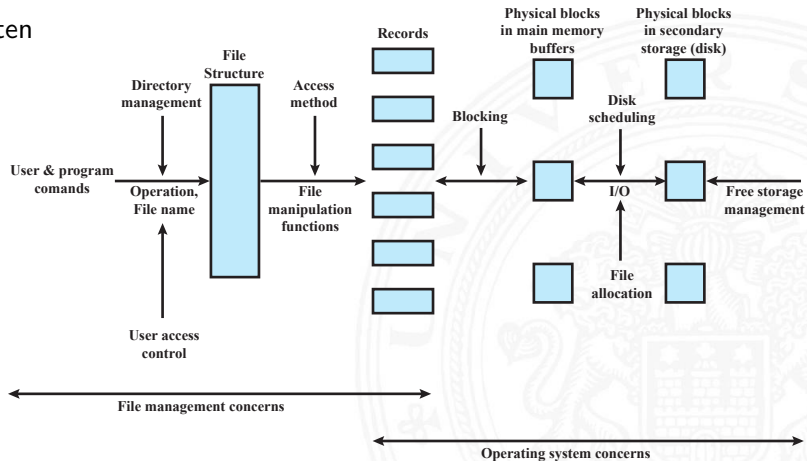 ten
Records
Physical blocks
in main memory
buffers
Physical blocks
in secondary
storage (disk)
File
Structure
Directory
management
Access
method
Blocking
Disk
scheduling
User & program
comands
Operation,
File name
File
manipulation
functions
I/O
Free storage
management
File
allocation
User access
control
File management concerns
Operating system concerns